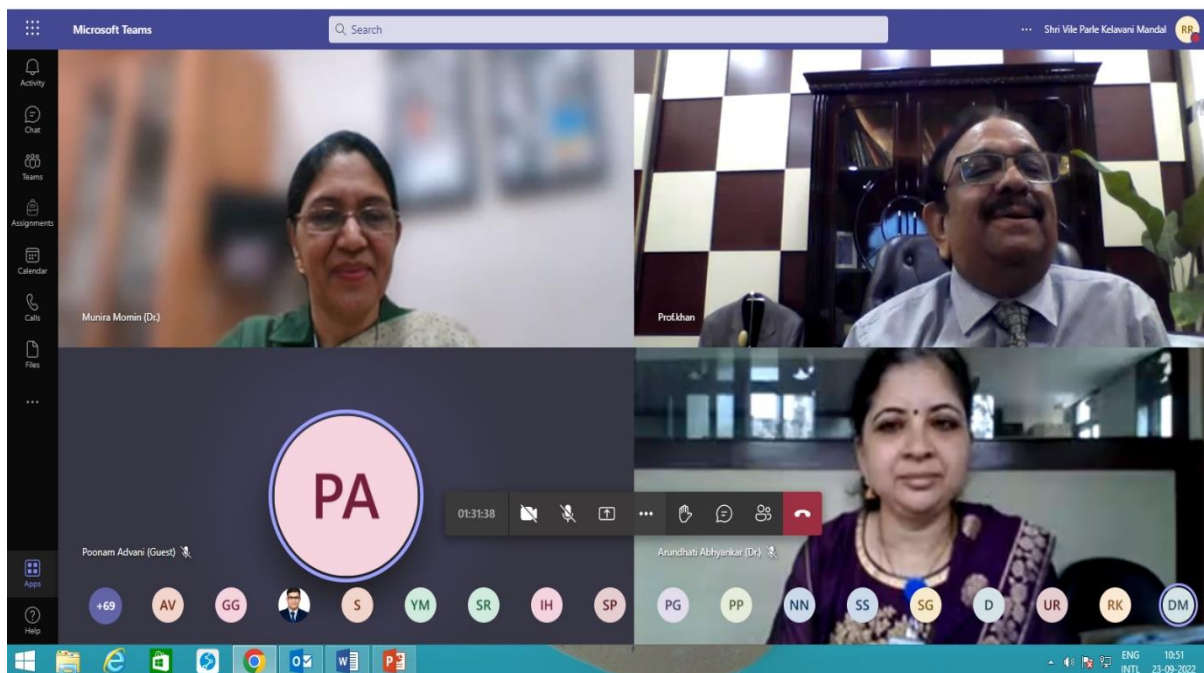 Microsoft Teams
Search
Shri Vile Parle Kelavani Mandal
RR
Activity
Chat
Teams
Assignments
Calendar
Calls
Files
Apps
Help
Munira Momin (Dr.)
Prof.khan
PA
Poonam Advani (Guest)
01:31:38
Arundhati Abhyankar (Dr.)
+69 AV GG S YM SR IH SP PG PP NN SS SG D UR RK DM
ENG 10:51
INTL 23-09-2022